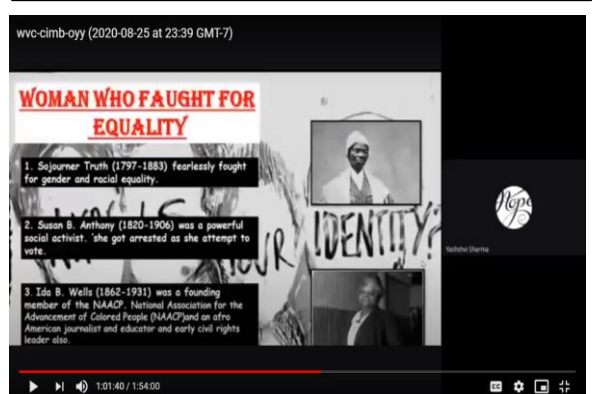 wvc-cimb-oyy (2020-08-25 at 23:39 GMT-7)
WOMAN WHO FAUGHT FOR
EQUALITY
1. Sojourner Truth (1797-1883) fearlessly fought
for gender and racial equality.
2. Susan B. Anthony (1820-1906) was a powerful
social activist. 'she got arrested as she attempt to
vote.
3. Ida B. Wells (1862-1931) was a founding
member of the NAACP. National Association for the
Advancement of Colored People (NAACP)and an afro
American journalist and educator and early civil rights
leader also.
IDENTITY?
Hope
Yashshvi Sharma
1:01:40 / 1:54:00
CC